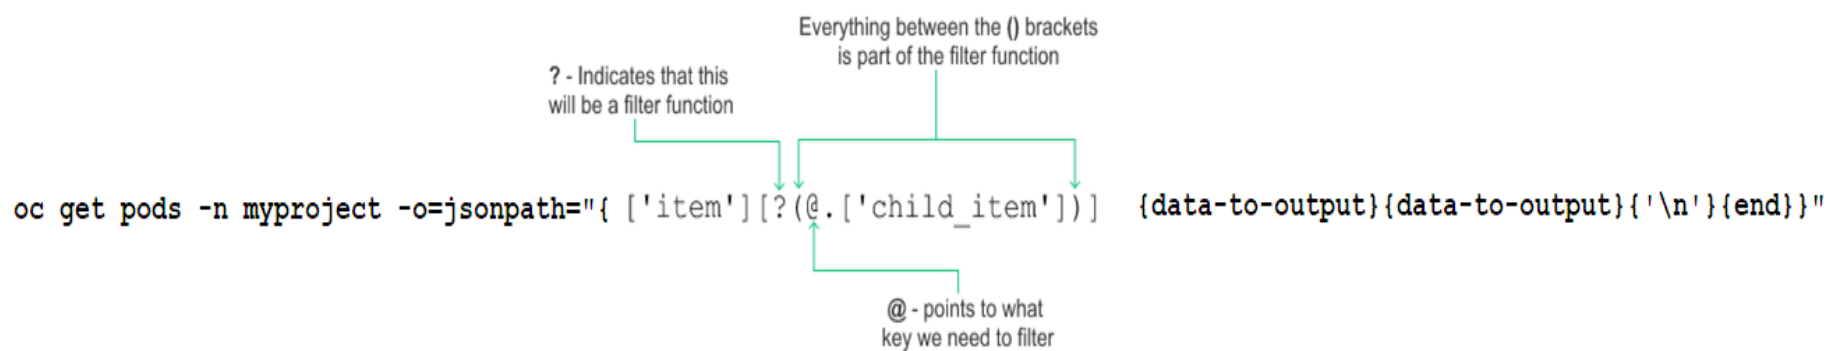 Everything between the () brackets
is part of the filter function
? - Indicates that this
will be a filter function
oc get pods -n myproject -o=jsonpath="{ ['item'][?(@.['child_item'])] {data-to-output}{data-to-output}{'\n'}{end}}"
@ - points to what
key we need to filter